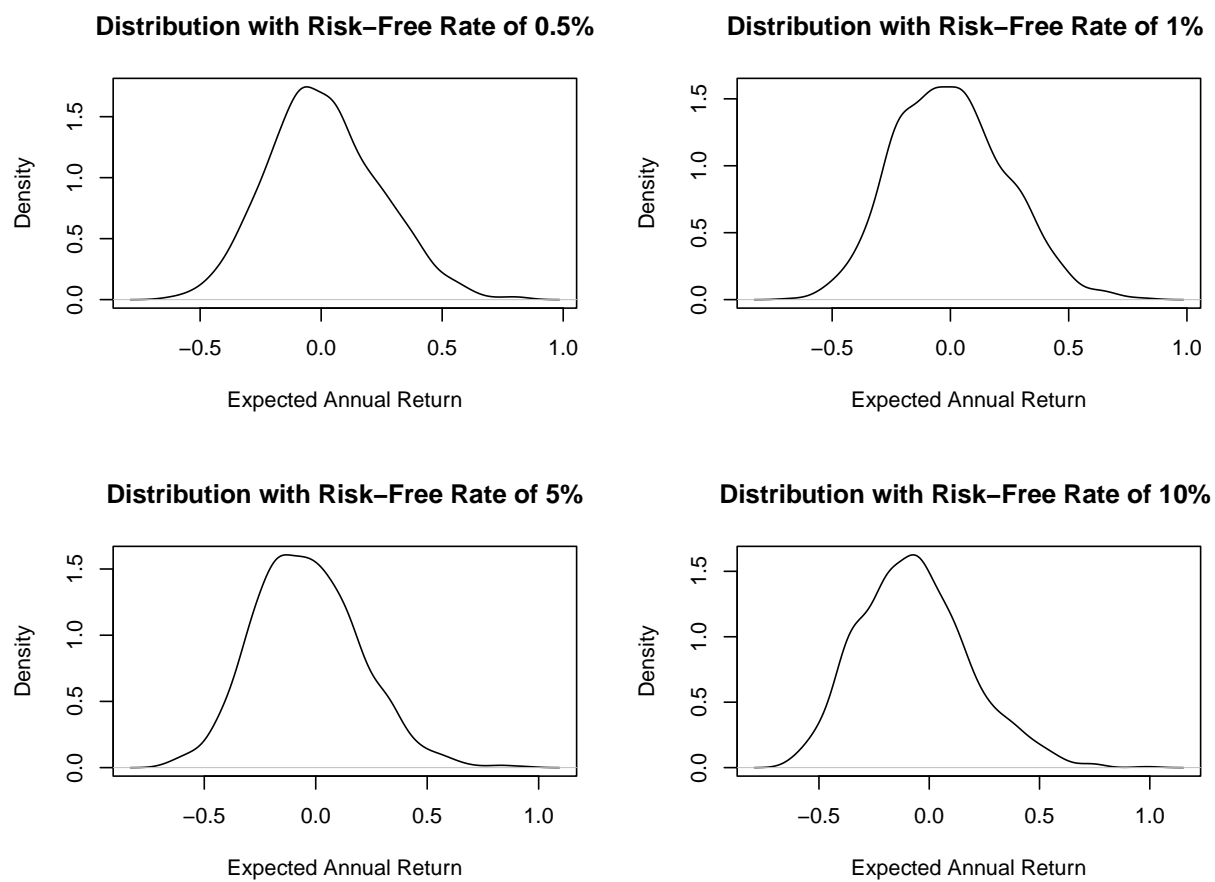 Distribution with Risk−Free Rate of 0.5%
Density
0.0 0.5 1.0 1.5
−0.5 0.0 0.5 1.0
Expected Annual Return
Distribution with Risk−Free Rate of 1%
Density
0.0 0.5 1.0 1.5
−0.5 0.0 0.5 1.0
Expected Annual Return
Distribution with Risk−Free Rate of 5%
Density
0.0 0.5 1.0 1.5
−0.5 0.0 0.5 1.0
Expected Annual Return
Distribution with Risk−Free Rate of 10%
Density
0.0 0.5 1.0 1.5
−0.5 0.0 0.5 1.0
Expected Annual Return